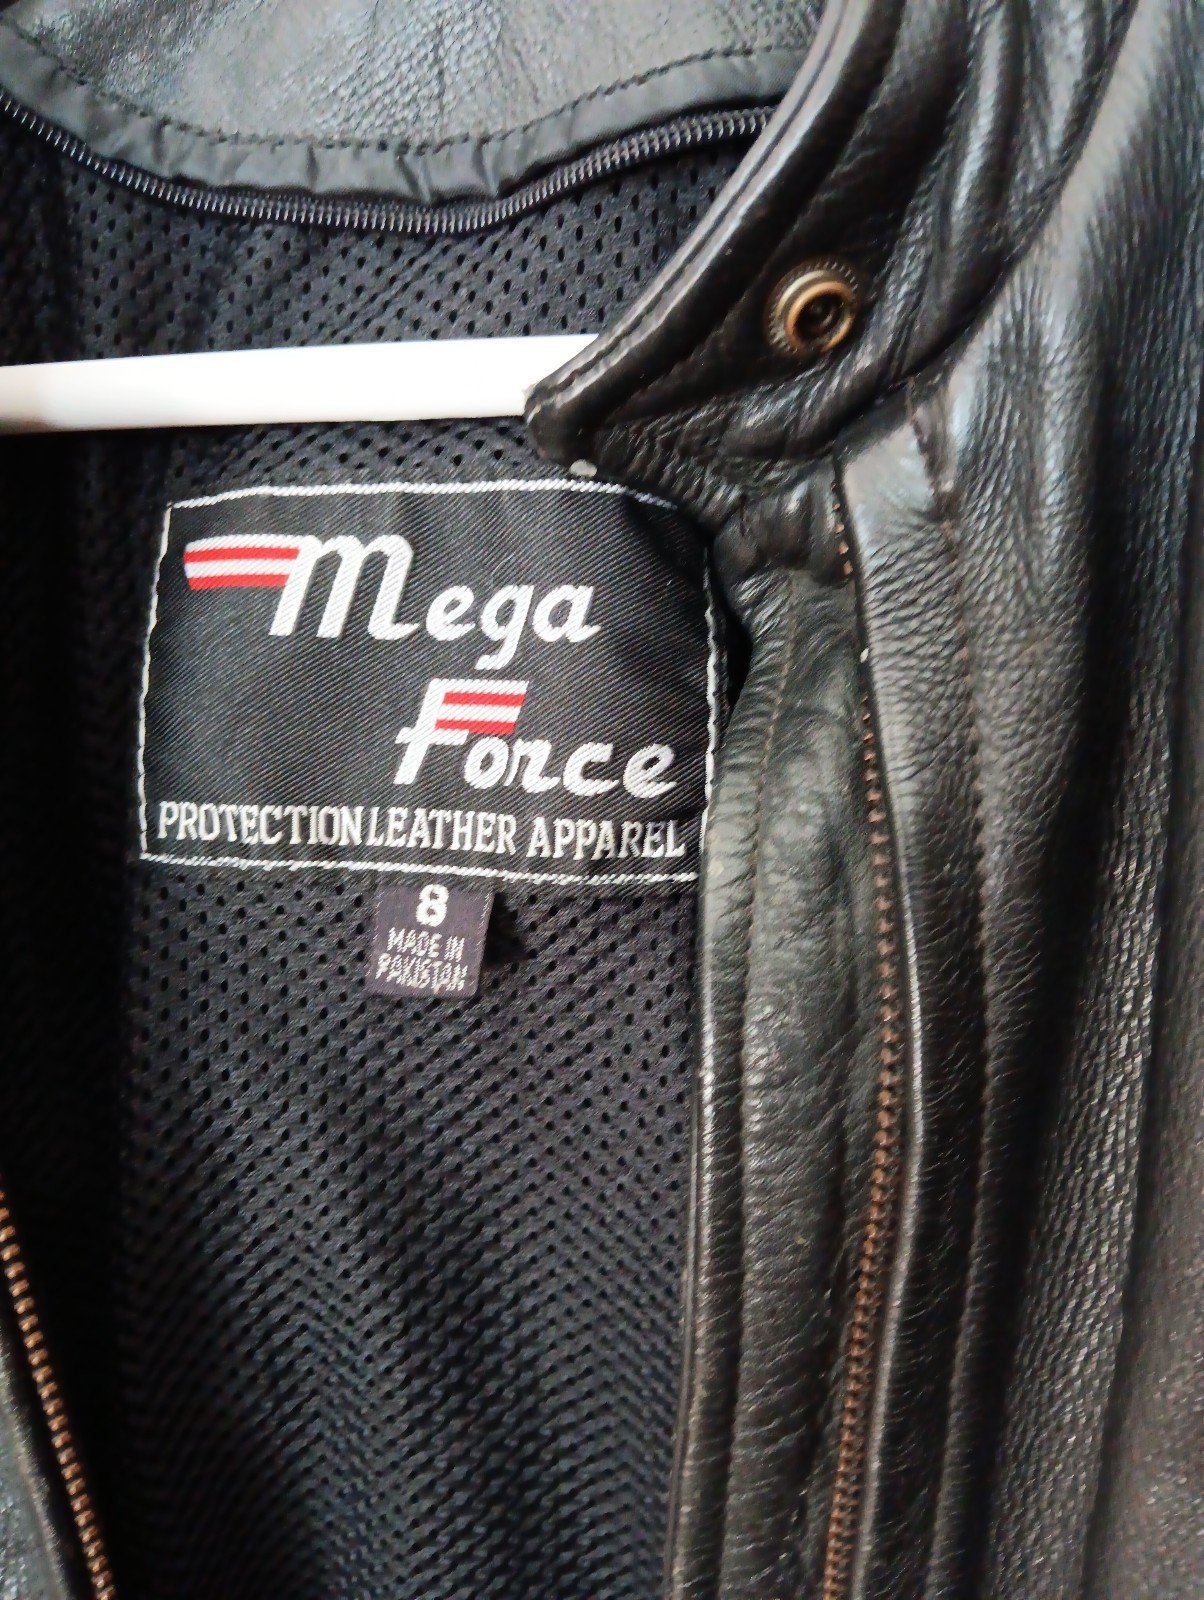 Mega
Force
PROTECTION LEATHER APPAREL
8
MADE IN
PAKISTAN